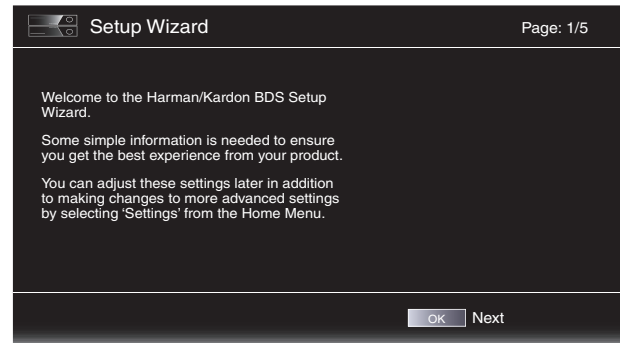 Setup Wizard
Page: 1/5
Welcome to the Harman/Kardon BDS Setup
Wizard.
Some simple information is needed to ensure
you get the best experience from your product.
You can adjust these settings later in addition
to making changes to more advanced settings
by selecting ‘Settings’ from the Home Menu.
OK Next